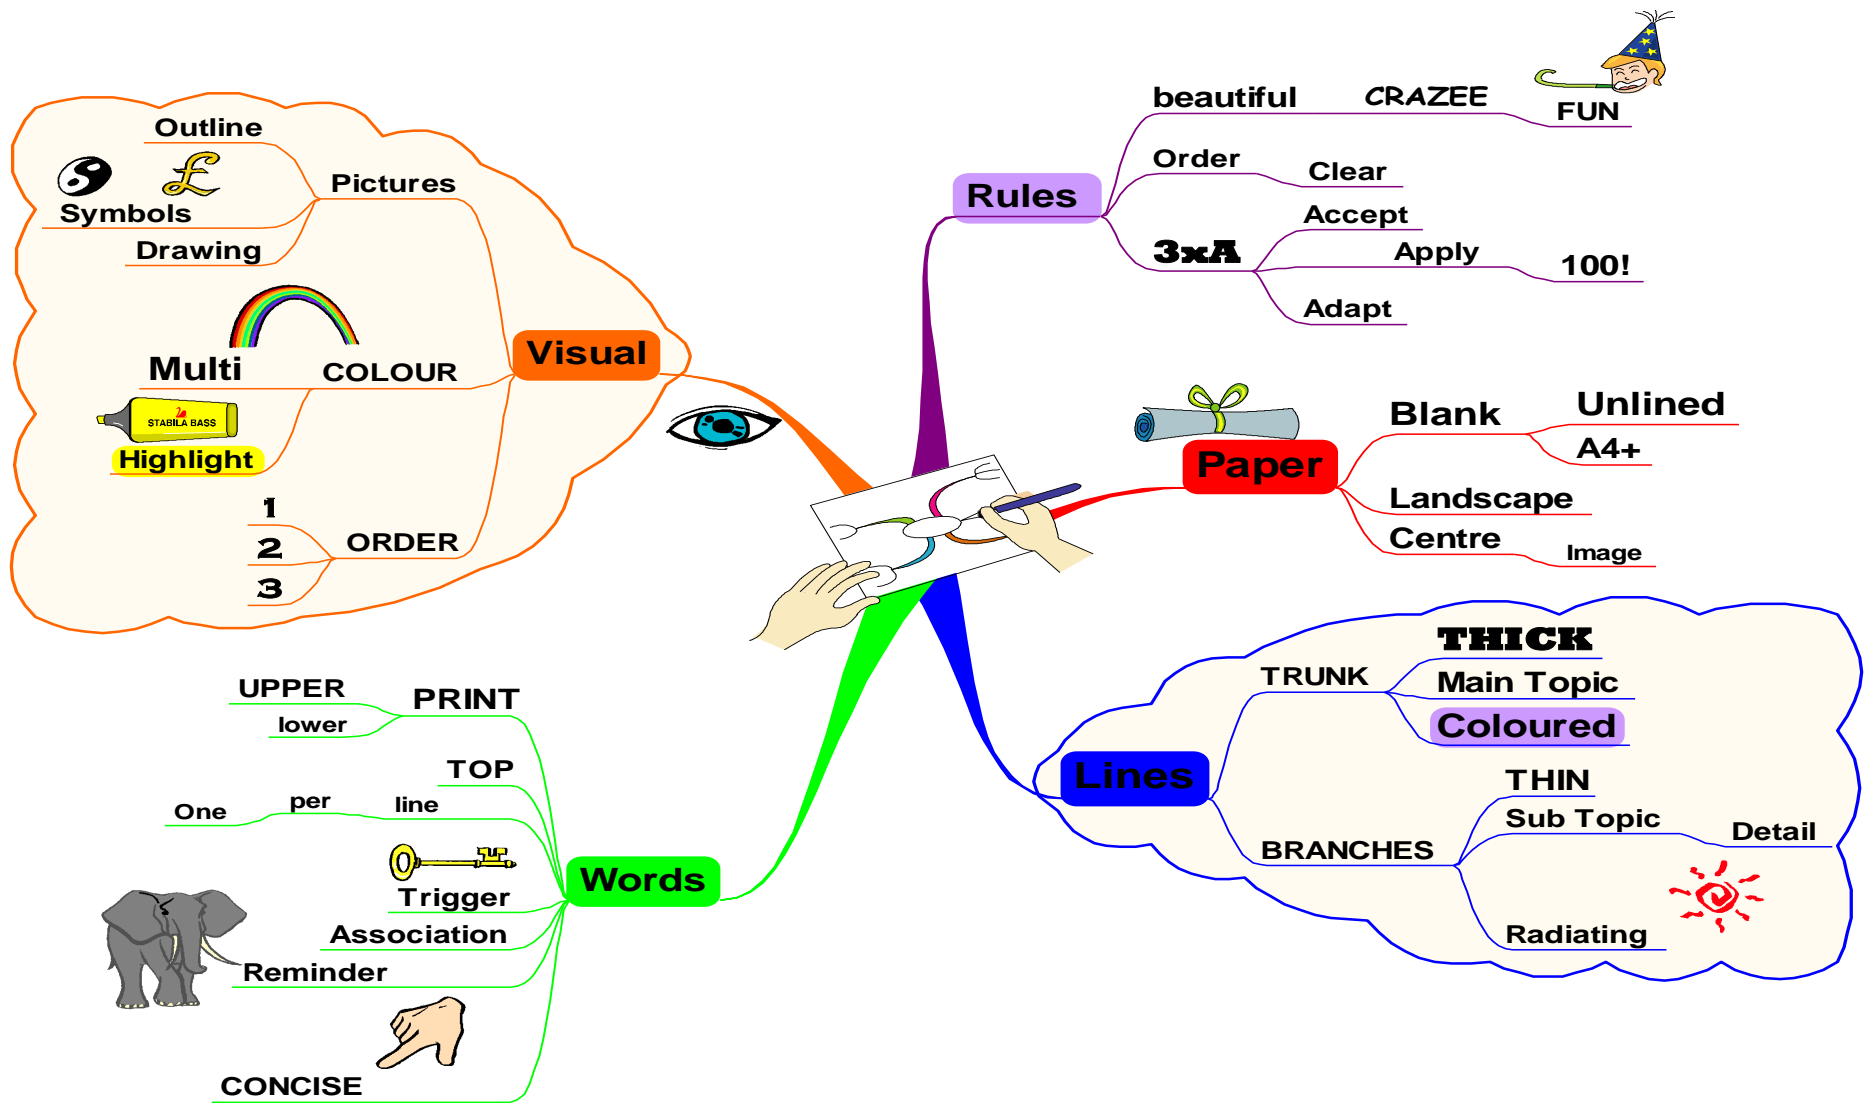 Rules
beautiful CRAZEE
FUN
Order
Clear
3xA
Accept
Apply
100!
Adapt
Paper
Blank
Unlined
A4+
Landscape
Centre
Image
Lines
TRUNK
THICK
Main Topic
Coloured
BRANCHES
THIN
Sub Topic
Detail
Radiating
Words
PRINT
UPPER
lower
TOP
One per line
Trigger
Association
Reminder
CONCISE
Visual
Pictures
Outline
£
Symbols
Drawing
COLOUR
Multi
STABILA BASS
Highlight
ORDER
1
2
3